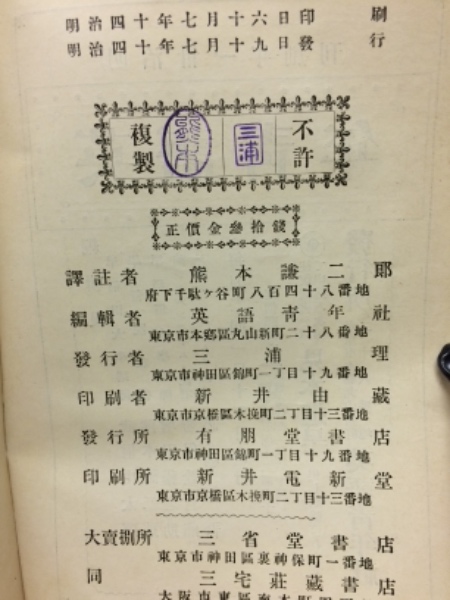 明治四十年七月十六日印刷
明治四十年七月十九日發行
不許
複製
三浦
正價金參拾錢
譯註者 熊本謙二郎
府下千駄ヶ谷町八百四十八番地
編輯者 英語靑年社
東京市本鄕區丸山新町二十八番地
發行者 三浦理
東京市神田區錦町一丁目十九番地
印刷者 新井由藏
東京市京橋區木挽町二丁目十三番地
發行所 有朋堂書店
東京市神田區錦町一丁目十九番地
印刷所 新井電新堂
東京市京橋區木挽町二丁目十三番地
大賣捌所 三省堂書店
東京市神田區裏神保町一番地
同 三宅莊藏書店
大阪市東區